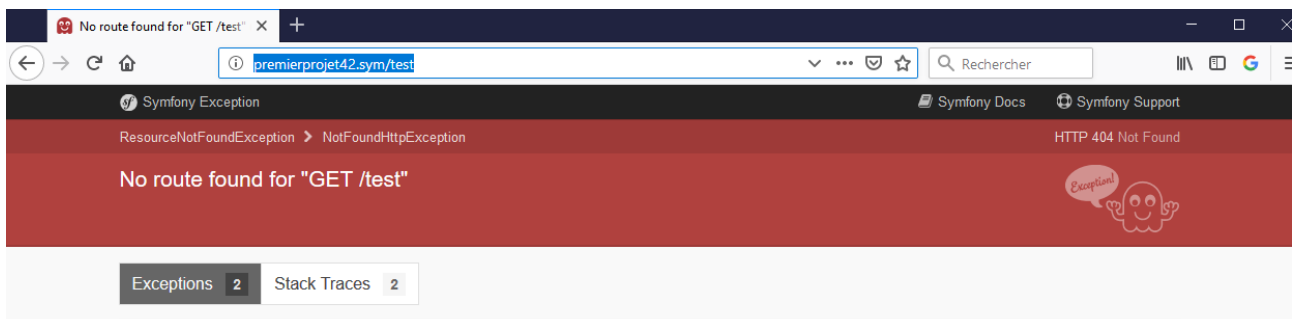 No route found for "GET /test"
premierprojet42.sym/test
Rechercher
Symfony Exception
Symfony Docs
Symfony Support
ResourceNotFoundException > NotFoundHttpException
HTTP 404 Not Found
No route found for "GET /test"
Exception!
Exceptions 2
Stack Traces 2